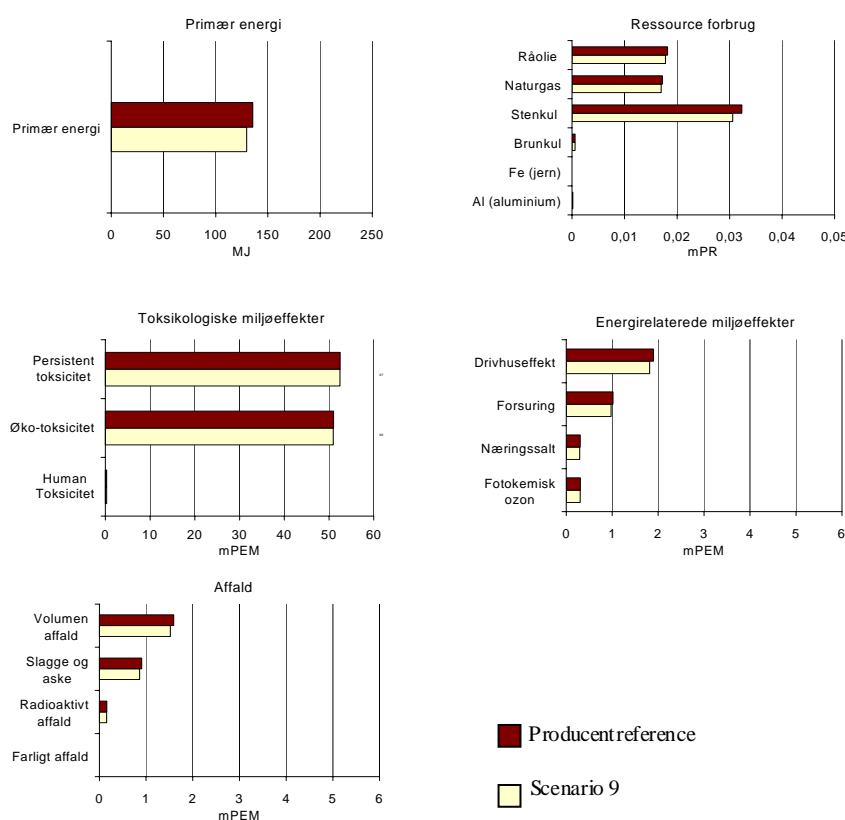 Primær energi
Primær energi
0 50 100 150 200 250
MJ
Ressource forbrug
Råolie
Naturgas
Stenkul
Brunkul
Fe (jern)
Al (aluminium)
0 0,01 0,02 0,03 0,04 0,05
mPR
Toksikologiske miljøeffekter
Persistent
toksicitet
Øko-toksicitet
Human
Toksicitet
0 10 20 30 40 50 60
mPEM
Energirelaterede miljøeffekter
Drivhuseffekt
Forsuring
Næringssalt
Fotokemisk
ozon
0 1 2 3 4 5 6
mPEM
Affald
Volumen
affald
Slagge og
aske
Radioaktivt
affald
Farligt affald
0 1 2 3 4 5 6
mPEM
Producentreference
Scenario 9